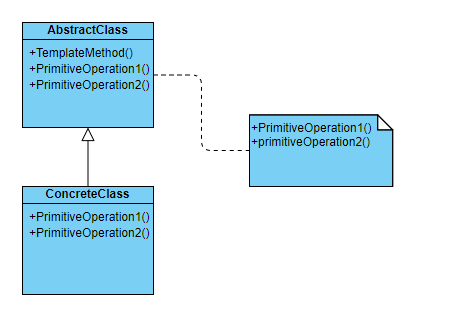 AbstractClass
+TemplateMethod()
+PrimitiveOperation1()
+PrimitiveOperation2()
+PrimitiveOperation1()
+primitiveOperation2()
ConcreteClass
+PrimitiveOperation1()
+PrimitiveOperation2()